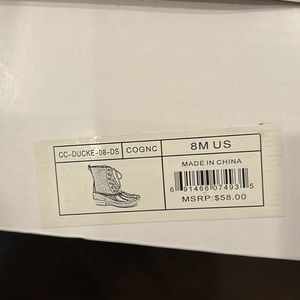 CC-DUCKE-08-DS COGNC 8M US
MADE IN CHINA
6 91466 07493 5
MSRP:$58.00